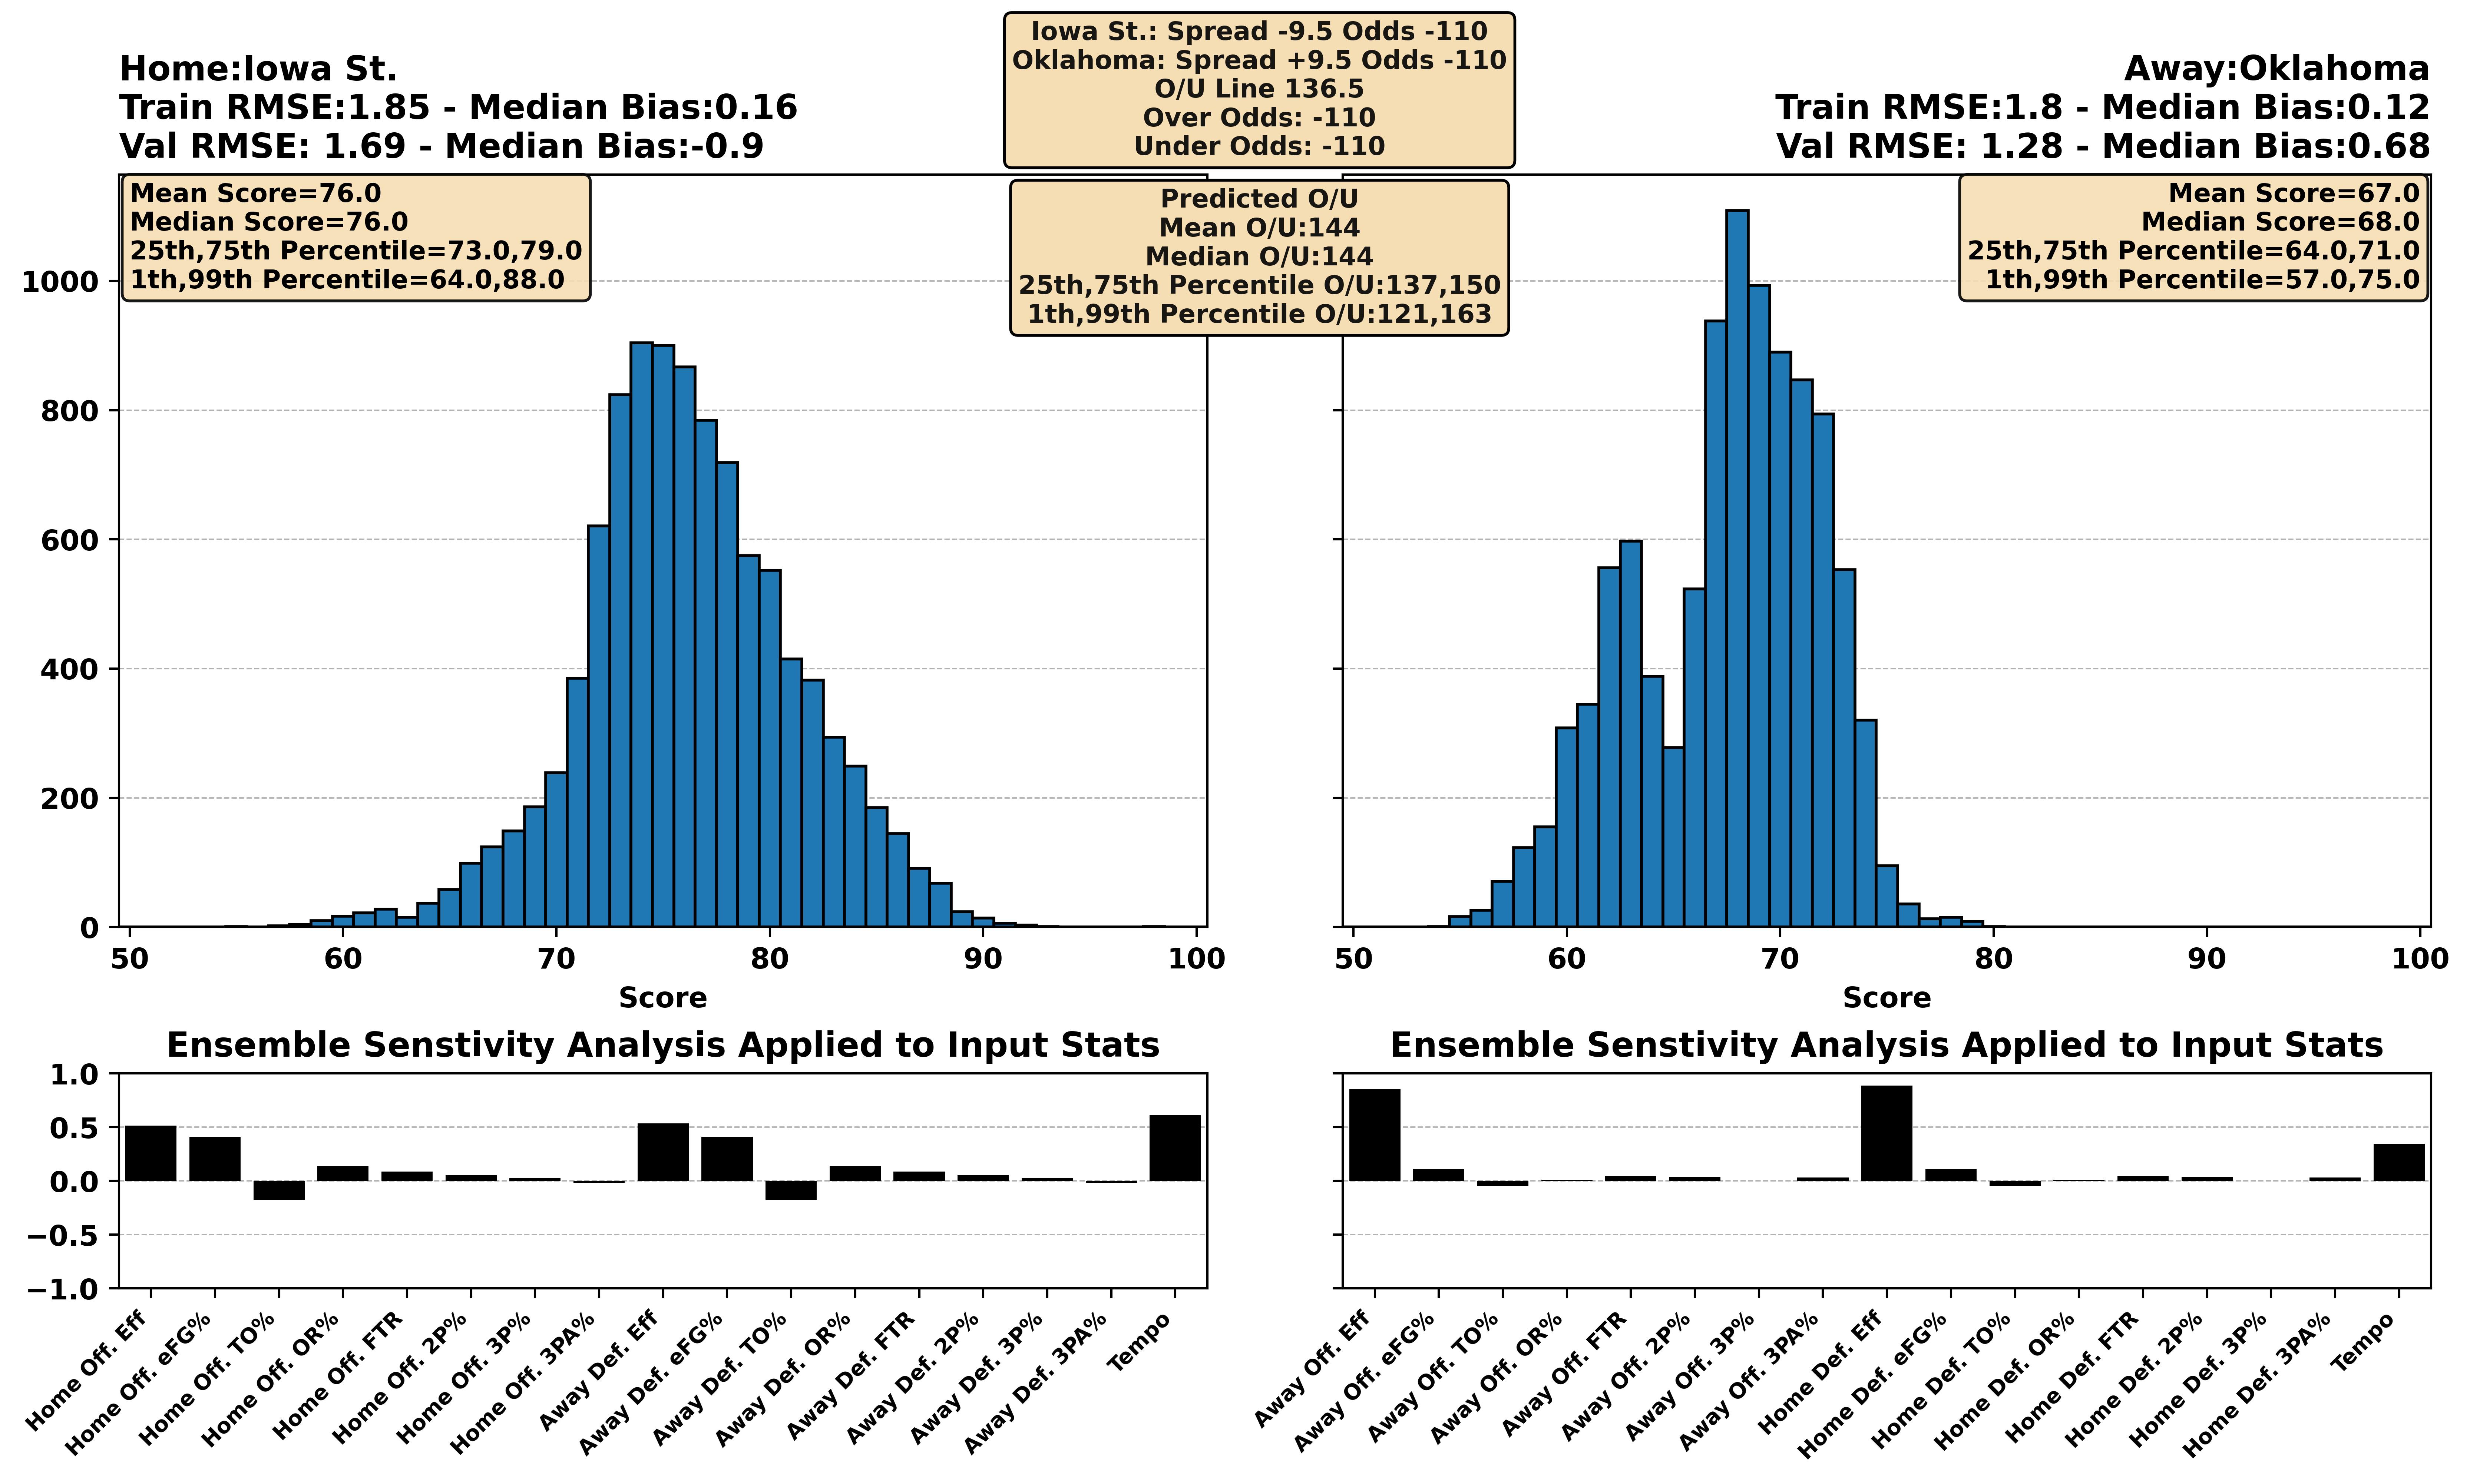 Iowa St.: Spread -9.5 Odds -110
Oklahoma: Spread +9.5 Odds -110
O/U Line 136.5
Over Odds: -110
Under Odds: -110
Home:Iowa St.
Train RMSE:1.85 - Median Bias:0.16
Val RMSE: 1.69 - Median Bias:-0.9
Away:Oklahoma
Train RMSE:1.8 - Median Bias:0.12
Val RMSE: 1.28 - Median Bias:0.68
Mean Score=76.0
Median Score=76.0
25th,75th Percentile=73.0,79.0
1th,99th Percentile=64.0,88.0
Predicted O/U
Mean O/U:144
Median O/U:144
25th,75th Percentile O/U:137,150
1th,99th Percentile O/U:121,163
Mean Score=67.0
Median Score=68.0
25th,75th Percentile=64.0,71.0
1th,99th Percentile=57.0,75.0
1000
800
600
400
200
0
50 60 70 80 90 100
Score
50 60 70 80 90 100
Score
Ensemble Senstivity Analysis Applied to Input Stats
1.0
0.5
0.0
−0.5
−1.0
Home Off. Eff
Home Off. eFG%
Home Off. TO%
Home Off. OR%
Home Off. FTR
Home Off. 2P%
Home Off. 3P%
Home Off. 3PA%
Away Def. Eff
Away Def. eFG%
Away Def. TO%
Away Def. OR%
Away Def. FTR
Away Def. 2P%
Away Def. 3P%
Away Def. 3PA%
Tempo
Ensemble Senstivity Analysis Applied to Input Stats
Away Off. Eff
Away Off. eFG%
Away Off. TO%
Away Off. OR%
Away Off. FTR
Away Off. 2P%
Away Off. 3P%
Away Off. 3PA%
Home Def. Eff
Home Def. eFG%
Home Def. TO%
Home Def. OR%
Home Def. FTR
Home Def. 2P%
Home Def. 3P%
Home Def. 3PA%
Tempo